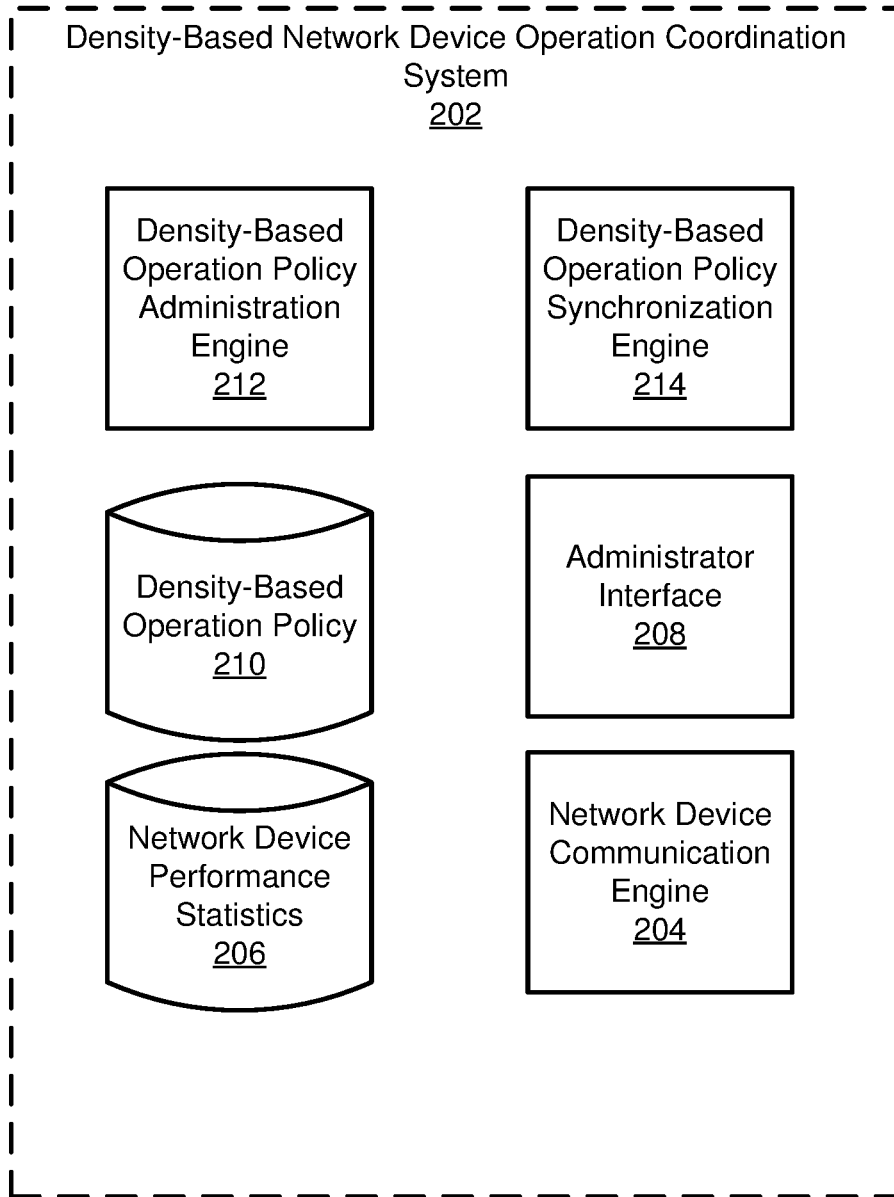 Density-Based Network Device Operation Coordination
System
202
Density-Based
Operation Policy
Administration
Engine
212
Density-Based
Operation Policy
Synchronization
Engine
214
Density-Based
Operation Policy
210
Administrator
Interface
208
Network Device
Performance
Statistics
206
Network Device
Communication
Engine
204